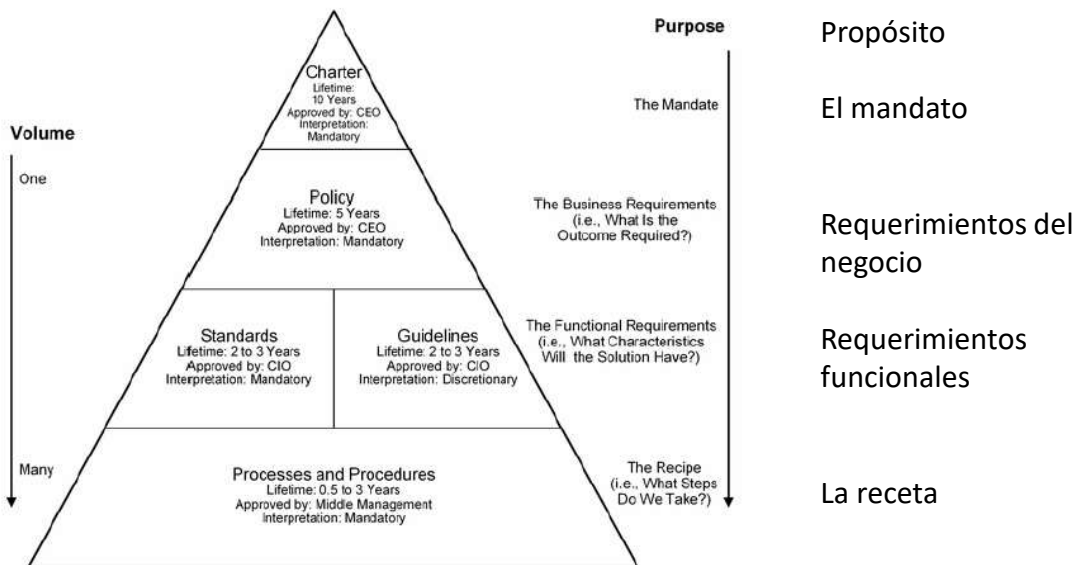 Purpose
Propósito
Charter
Lifetime:
10 Years
Approved by: CEO
Interpretation:
Mandatory
The Mandate
El mandato
Volume
One
Policy
Lifetime: 5 Years
Approved by: CEO
Interpretation: Mandatory
The Business Requirements
(i.e., What Is the
Outcome Required?)
Requerimientos del
negocio
Standards
Lifetime: 2 to 3 Years
Approved by: CIO
Interpretation: Mandatory
Guidelines
Lifetime: 2 to 3 Years
Approved by: CIO
Interpretation: Discretionary
The Functional Requirements
(i.e., What Characteristics
Will the Solution Have?)
Requerimientos
funcionales
Many
Processes and Procedures
Lifetime: 0.5 to 3 Years
Approved by: Middle Management
Interpretation: Mandatory
The Recipe
(i.e., What Steps
Do We Take?)
La receta